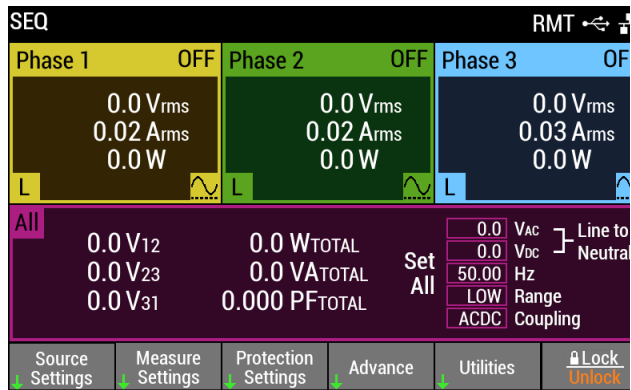 SEQ RMT
Phase 1 OFF Phase 2 OFF Phase 3 OF
0.0 Vrms 0.0 Vrms 0.0 Vrms
0.02 Arms 0.02 Arms 0.03 Arms
0.0 W 0.0 W 0.0 W
L L L
All
0.0 V12 0.0 WTOTAL
0.0 V23 0.0 VATOTAL
0.0 V31 0.000 PFTOTAL
Set
All
0.0 VAC
0.0 VDC
Line to
Neutral
50.00 Hz
LOW Range
ACDC Coupling
Source
Settings
Measure
Settings
Protection
Settings
Advance
Utilities
Lock
Unlock